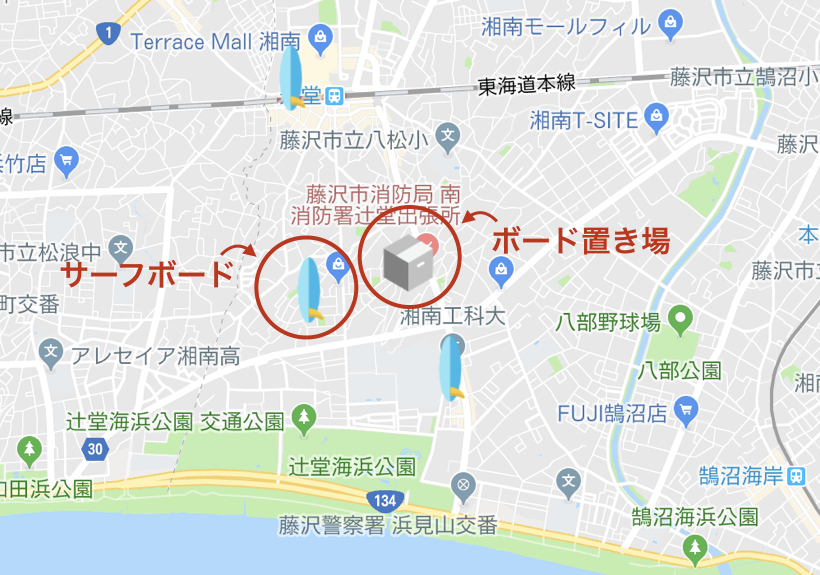 1
Terrace Mall 湘南
湘南モールフィル
堂
東海道本線
藤沢市立鵠沼小
線
藤沢市立八松小
文
湘南T-SITE
藤沢
竹店
藤沢市消防局 南
消防署辻堂出張所
ボード置き場
本
市立松浪中
文
サーフボード
藤沢市立
町交番
湘南工科大
八部野球場
文
アレセイア湘南高
八部公園
湘南
FUJI鵠沼店
辻堂海浜公園 交通公園
30
辻堂海浜公園
鵠沼海岸
田浜公園
文
134
鵠沼海浜公園
藤沢警察署 浜見山交番